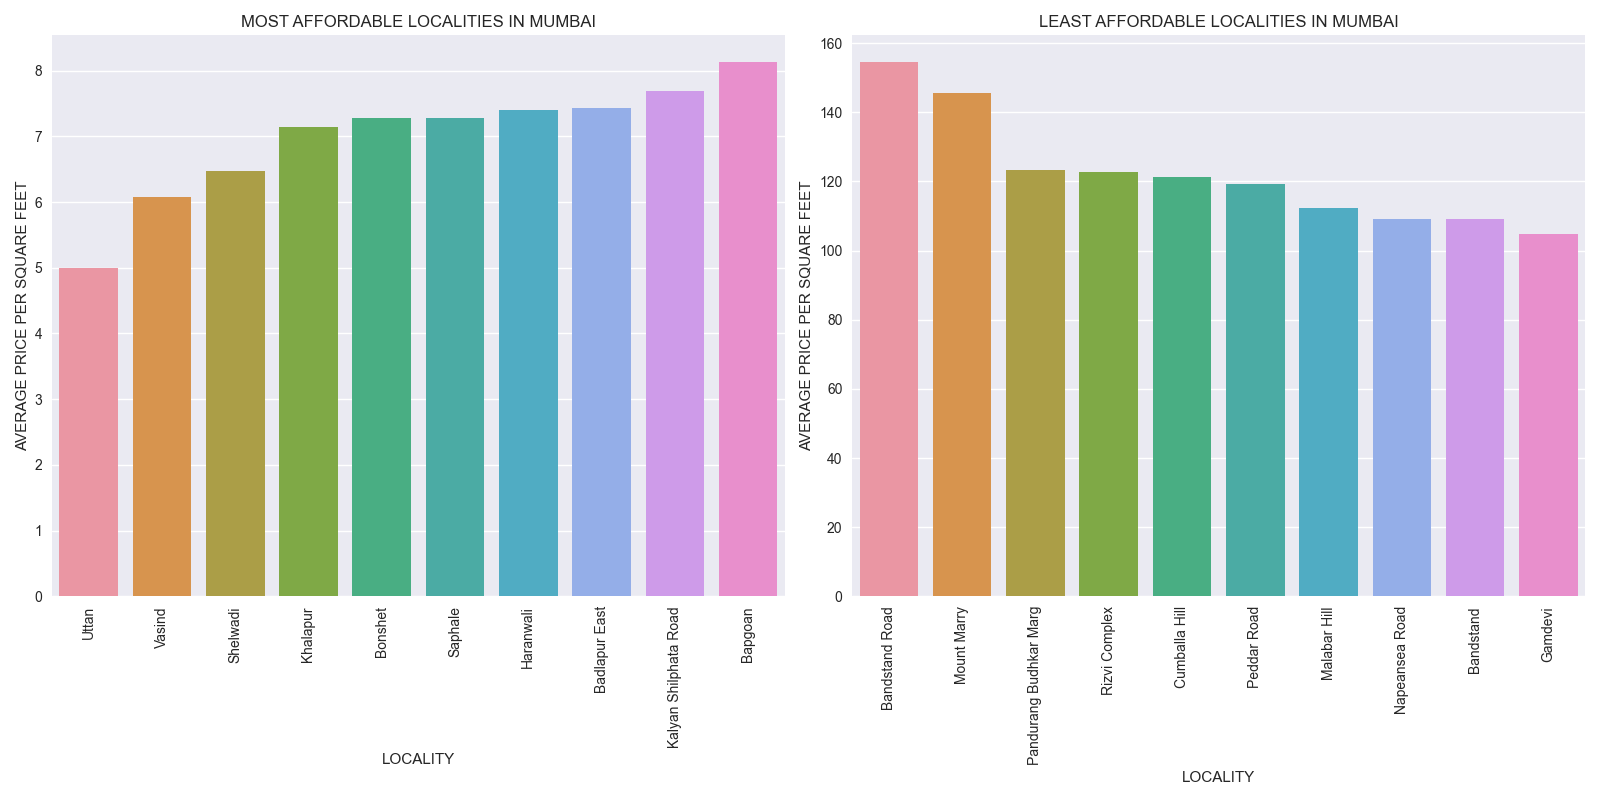 MOST AFFORDABLE LOCALITIES IN MUMBAI
AVERAGE PRICE PER SQUARE FEET
8
7
6
5
4
3
2
1
0
Uttan
Vasind
Shelwadi
Khalapur
Bonshet
Saphale
Haranwali
Badlapur East
Kalyan Shilphata Road
Bapgoan
LOCALITY
LEAST AFFORDABLE LOCALITIES IN MUMBAI
AVERAGE PRICE PER SQUARE FEET
160
140
120
100
80
60
40
20
0
Bandstand Road
Mount Marry
Pandurang Budhkar Marg
Rizvi Complex
Cumballa Hill
Peddar Road
Malabar Hill
Napeansea Road
Bandstand
Gamdevi
LOCALITY